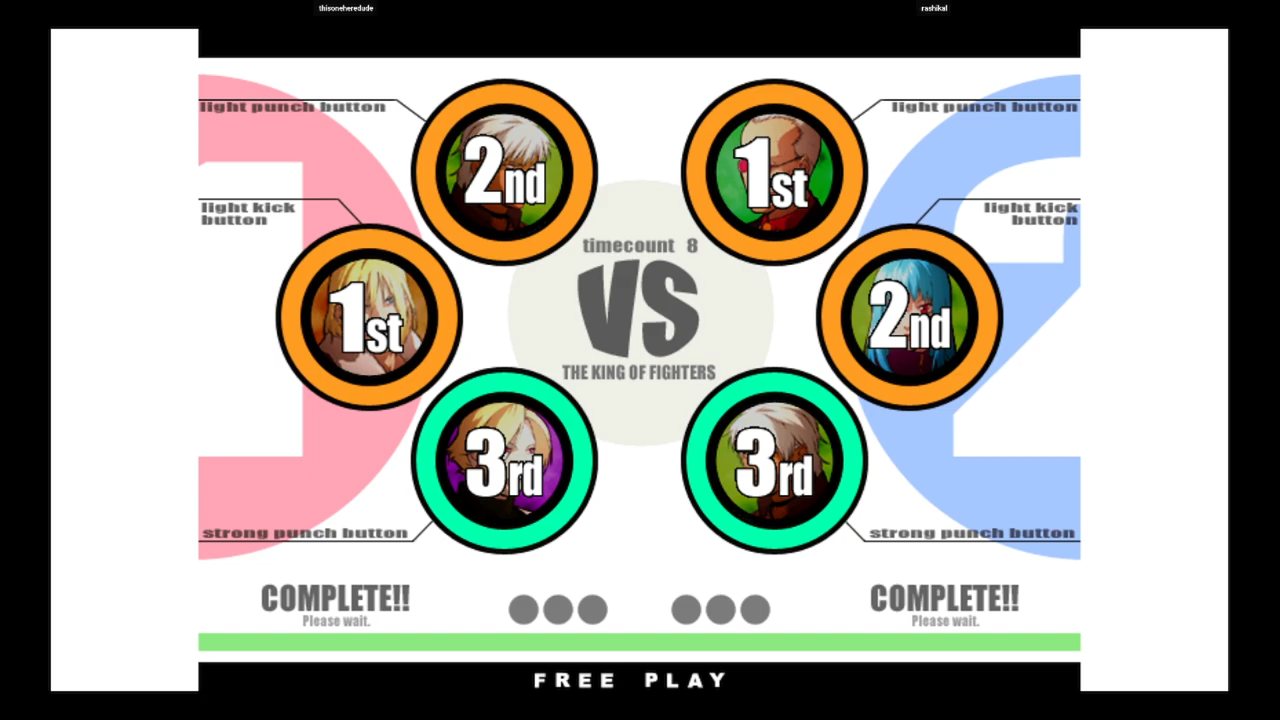 thisoneheredude
rashikal
light punch button
light punch button
2nd
1st
light kick
button
light kick
button
timecount 8
VS
THE KING OF FIGHTERS
1st
2nd
3rd
3rd
strong punch button
strong punch button
COMPLETE!!
Please wait.
COMPLETE!!
Please wait.
FREE PLAY